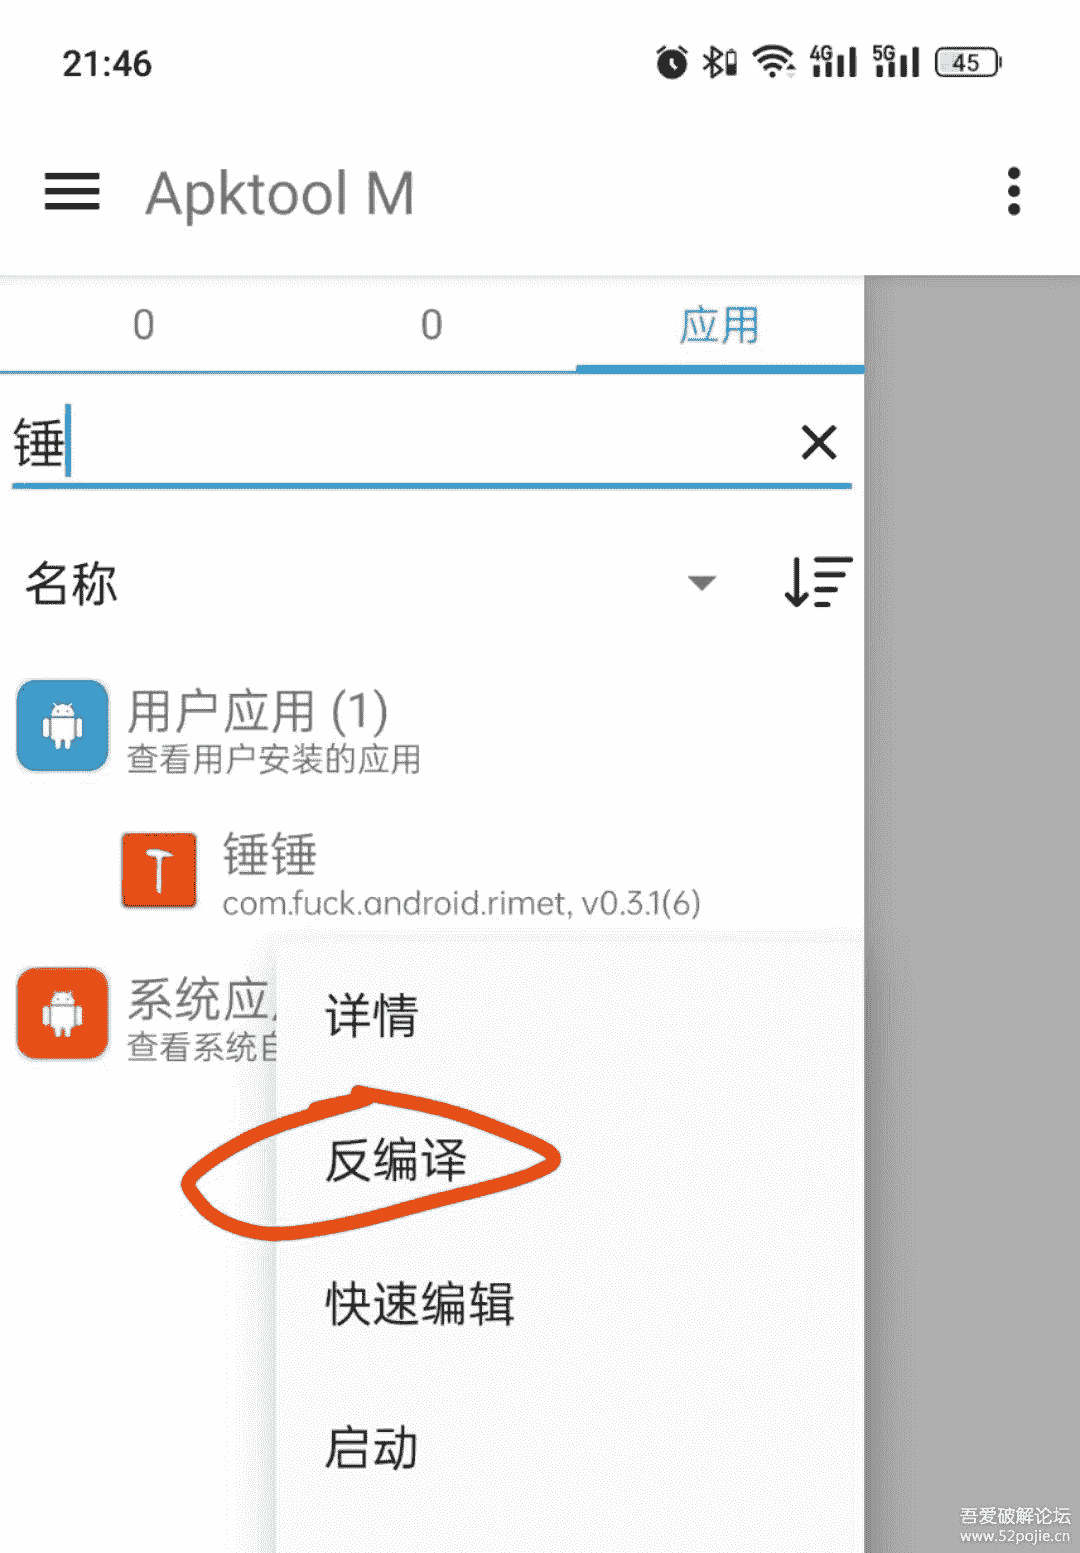 21:46
4G
5G
45
Apktool M
0
0
应用
锤
名称
用户应用 (1)
查看用户安装的应用
锤锤
com.fuck.android.rimet, v0.3.1(6)
系统应
查看系统自
详情
反编译
快速编辑
启动
吾爱破解论坛
www.52pojie.cn